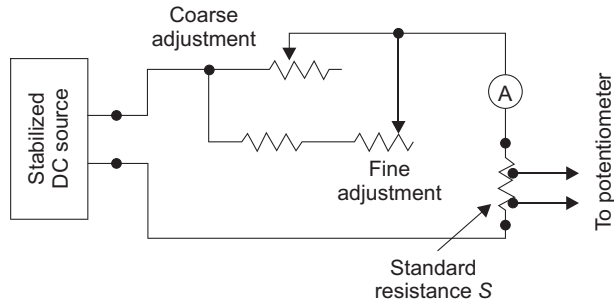 Coarse
adjustment
Stabilized
DC source
A
Fine
adjustment
To potentiometer
Standard
resistance S